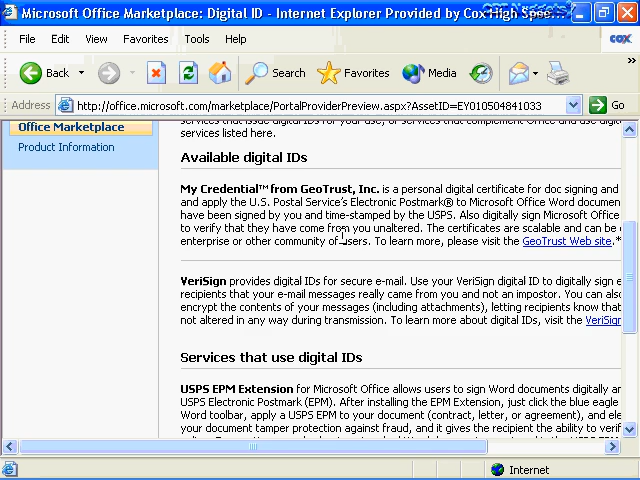 Microsoft Office Marketplace: Digital ID - Internet Explorer Provided by Cox High Spee...
File Edit View Favorites Tools Help
COX
Back Search Favorites Media
Address http://office.microsoft.com/marketplace/PortalProviderPreview.aspx?AssetID=EY010504841033 Go
Office Marketplace
Product Information
services that issue digital IDs for your use, or services that complement Office and use digit
services listed here.
Available digital IDs
My Credential™ from GeoTrust, Inc. is a personal digital certificate for doc signing and
and apply the U.S. Postal Service's Electronic Postmark® to Microsoft Office Word documen
have been signed by you and time-stamped by the USPS. Also digitally sign Microsoft Office
to verify that they have come from you unaltered. The certificates are scalable and can be
enterprise or other community of users. To learn more, please visit the GeoTrust Web site.*
VeriSign provides digital IDs for secure e-mail. Use your VeriSign digital ID to digitally sign e
recipients that your e-mail messages really came from you and not an impostor. You can also
encrypt the contents of your messages (including attachments), letting recipients know that
not altered in any way during transmission. To learn more about digital IDs, visit the VeriSign
Services that use digital IDs
USPS EPM Extension for Microsoft Office allows users to sign Word documents digitally an
USPS Electronic Postmark (EPM). After installing the EPM Extension, just click the blue eagle
Word toolbar, apply a USPS EPM to your document (contract, letter, or agreement), and ele
your document tamper protection against fraud, and it gives the recipient the ability to verif
Internet